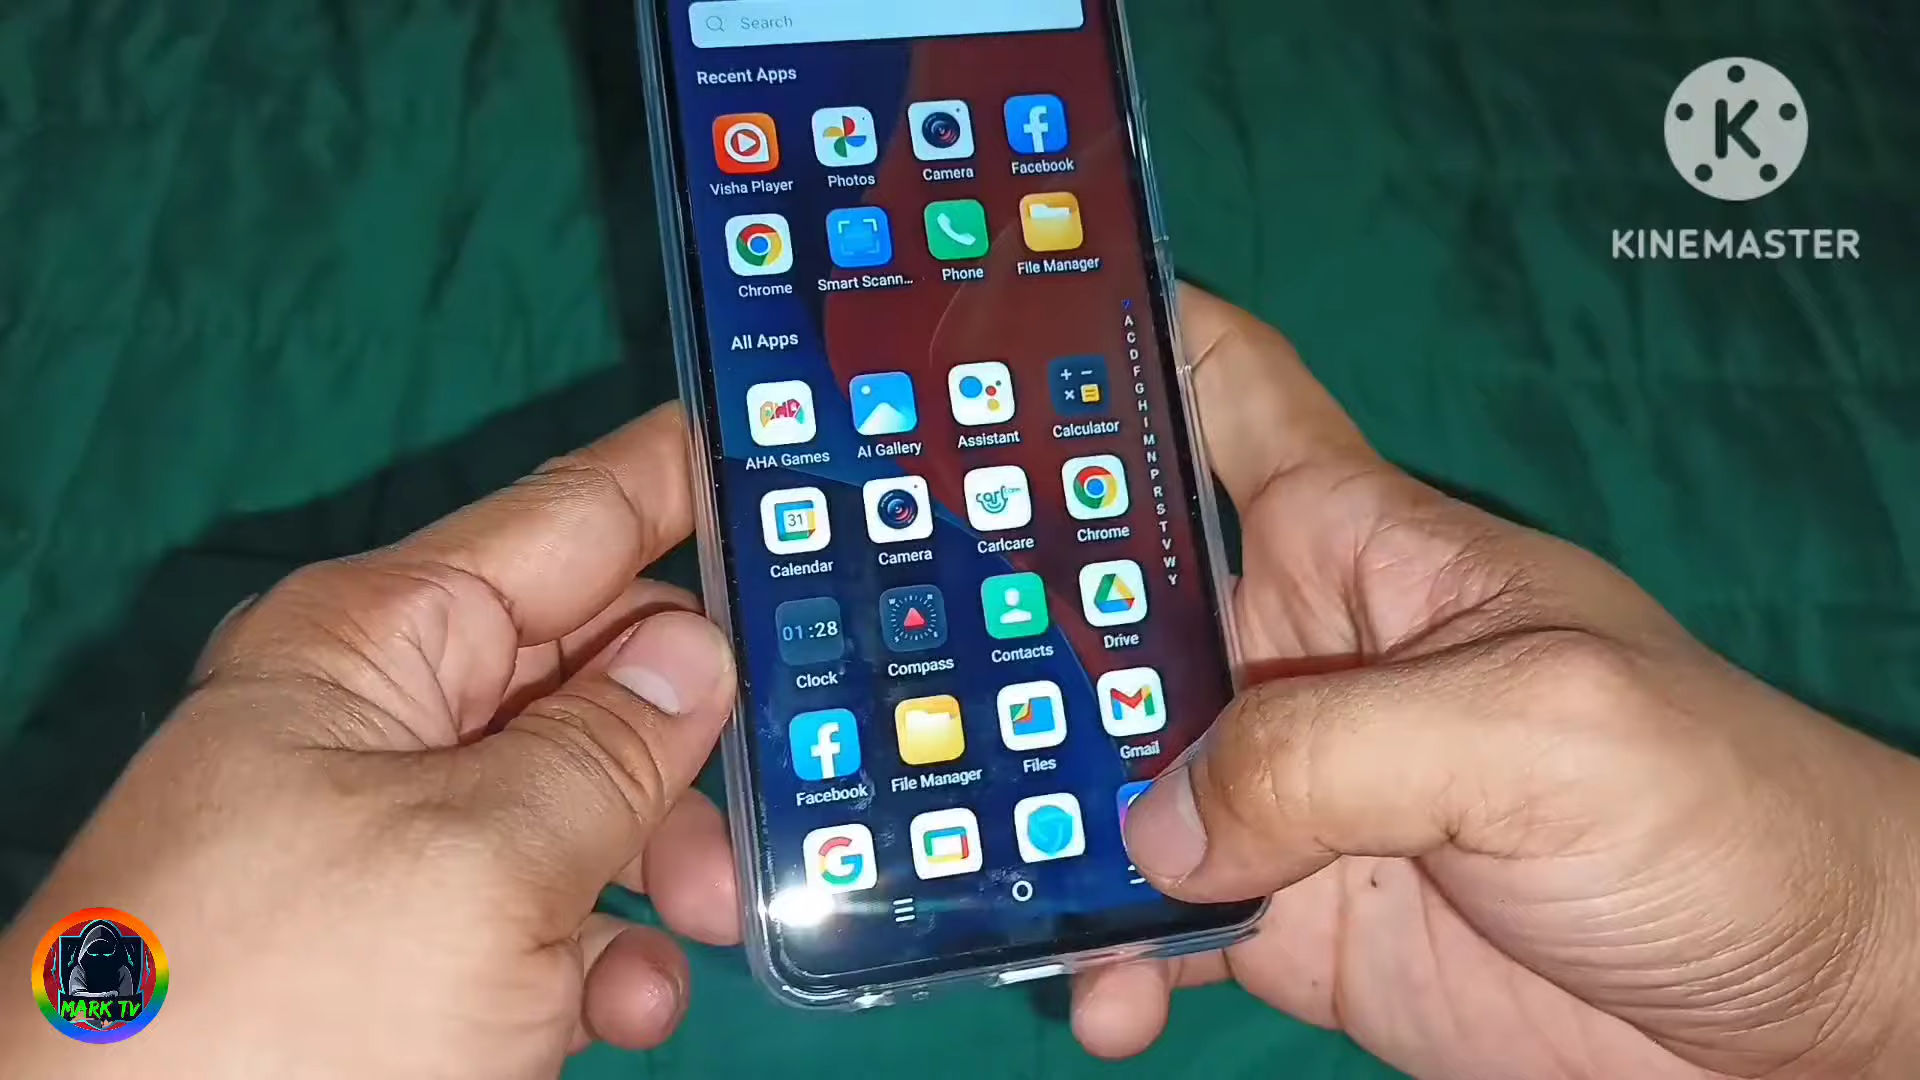 Search
Recent Apps
Visha Player
Photos
Camera
Facebook
Chrome
Smart Scann...
Phone
File Manager
All Apps
AHA Games
AI Gallery
Assistant
Calculator
31
Calendar
Camera
Carlcare
Chrome
01:28
Clock
Compass
Contacts
Drive
Facebook
File Manager
Files
Gmail
A
C
D
F
G
H
I
M
N
P
R
S
T
V
W
Y
K
KINEMASTER
MARK TV